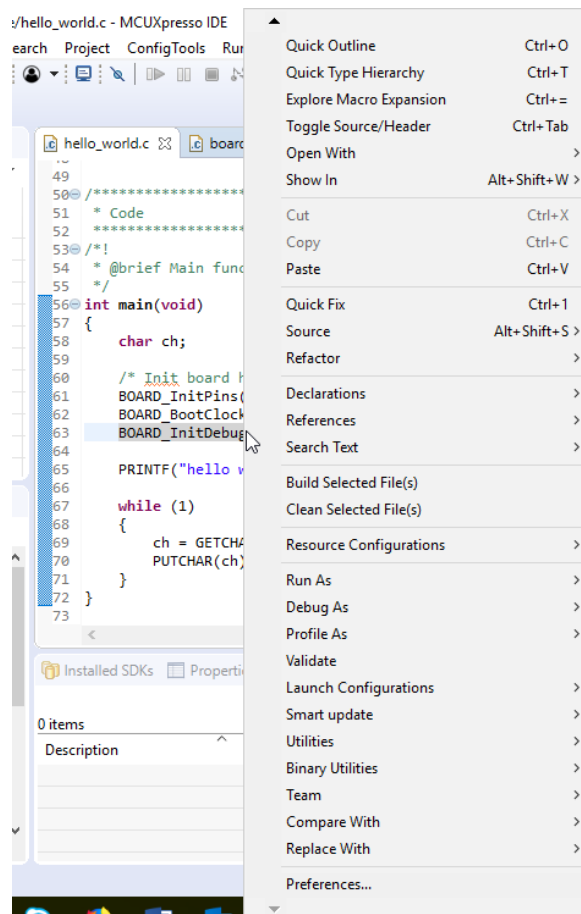 e/hello_world.c - MCUXpresso IDE
earch Project ConfigTools Run
hello_world.c board
49
50 /********************
51 * Code
52 ********************
53 /*!
54 * @brief Main func
55 */
56 int main(void)
57 {
58 char ch;
59
60 /* Init board h
61 BOARD_InitPins(
62 BOARD_BootClock
63 BOARD_InitDebug
64
65 PRINTF("hello w
66
67 while (1)
68 {
69 ch = GETCHA
70 PUTCHAR(ch)
71 }
72 }
73
Installed SDKs Properti
0 items
Description
Quick Outline Ctrl+O
Quick Type Hierarchy Ctrl+T
Explore Macro Expansion Ctrl+=
Toggle Source/Header Ctrl+Tab
Open With
Show In Alt+Shift+W
Cut Ctrl+X
Copy Ctrl+C
Paste Ctrl+V
Quick Fix Ctrl+1
Source Alt+Shift+S
Refactor
Declarations
References
Search Text
Build Selected File(s)
Clean Selected File(s)
Resource Configurations
Run As
Debug As
Profile As
Validate
Launch Configurations
Smart update
Utilities
Binary Utilities
Team
Compare With
Replace With
Preferences...